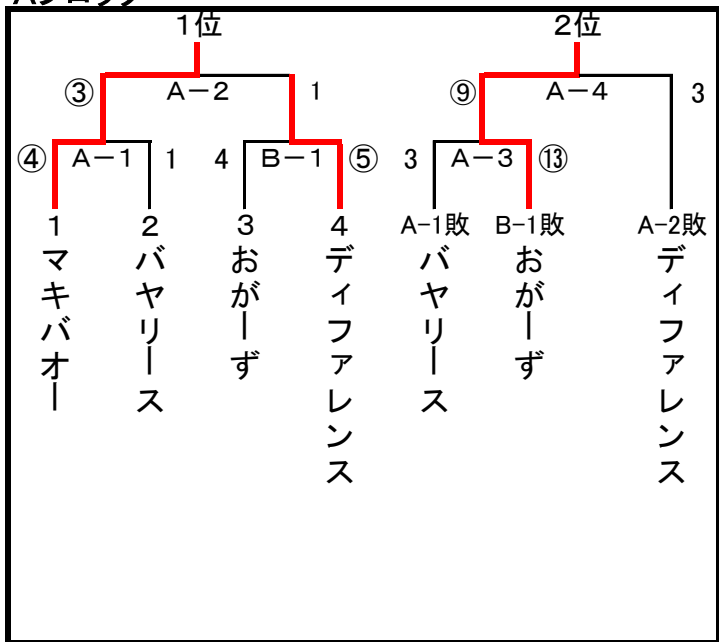 1位 2位
③ A-2 1 ⑨ A-4 3
④ A-1 1 4 B-1 ⑤ 3 A-3 ⑬
1 2 3 4 A-1敗 B-1敗 A-2敗
マキバオー
バヤリース
おがーず
ディファレンス
バヤリース
おがーず
ディファレンス